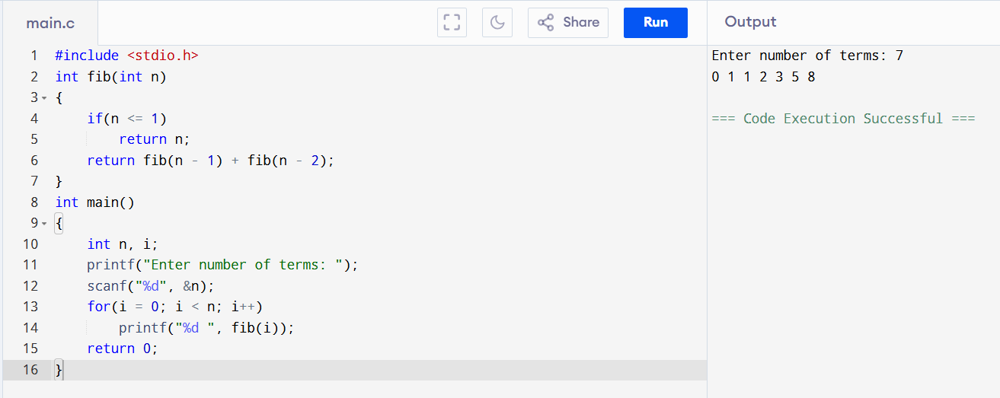 main.c Share Run Output
1 #include <stdio.h>
2 int fib(int n)
3 {
4     if(n <= 1)
5         return n;
6     return fib(n - 1) + fib(n - 2);
7 }
8 int main()
9 {
10     int n, i;
11     printf("Enter number of terms: ");
12     scanf("%d", &n);
13     for(i = 0; i < n; i++)
14         printf("%d ", fib(i));
15     return 0;
16 }
Enter number of terms: 7
0 1 1 2 3 5 8
=== Code Execution Successful ===